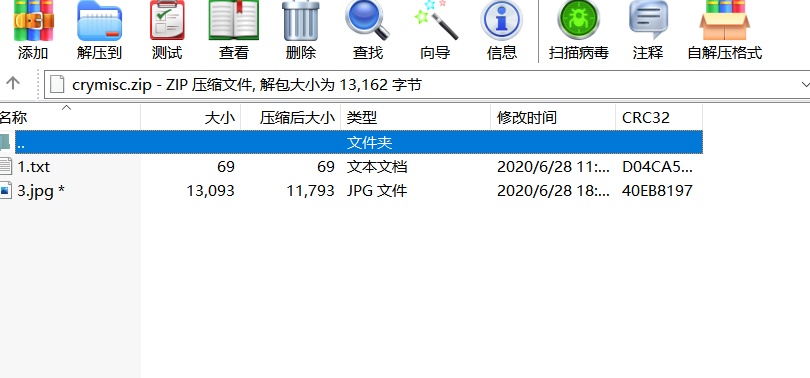 添加 解压到 测试 查看 删除 查找 向导 信息 扫描病毒 注释 自解压格式
crymisc.zip - ZIP 压缩文件, 解包大小为 13,162 字节
名称 大小 压缩后大小 类型 修改时间 CRC32
.. 文件夹
1.txt 69 69 文本文档 2020/6/28 11:... D04CA5...
3.jpg * 13,093 11,793 JPG 文件 2020/6/28 18:... 40EB8197